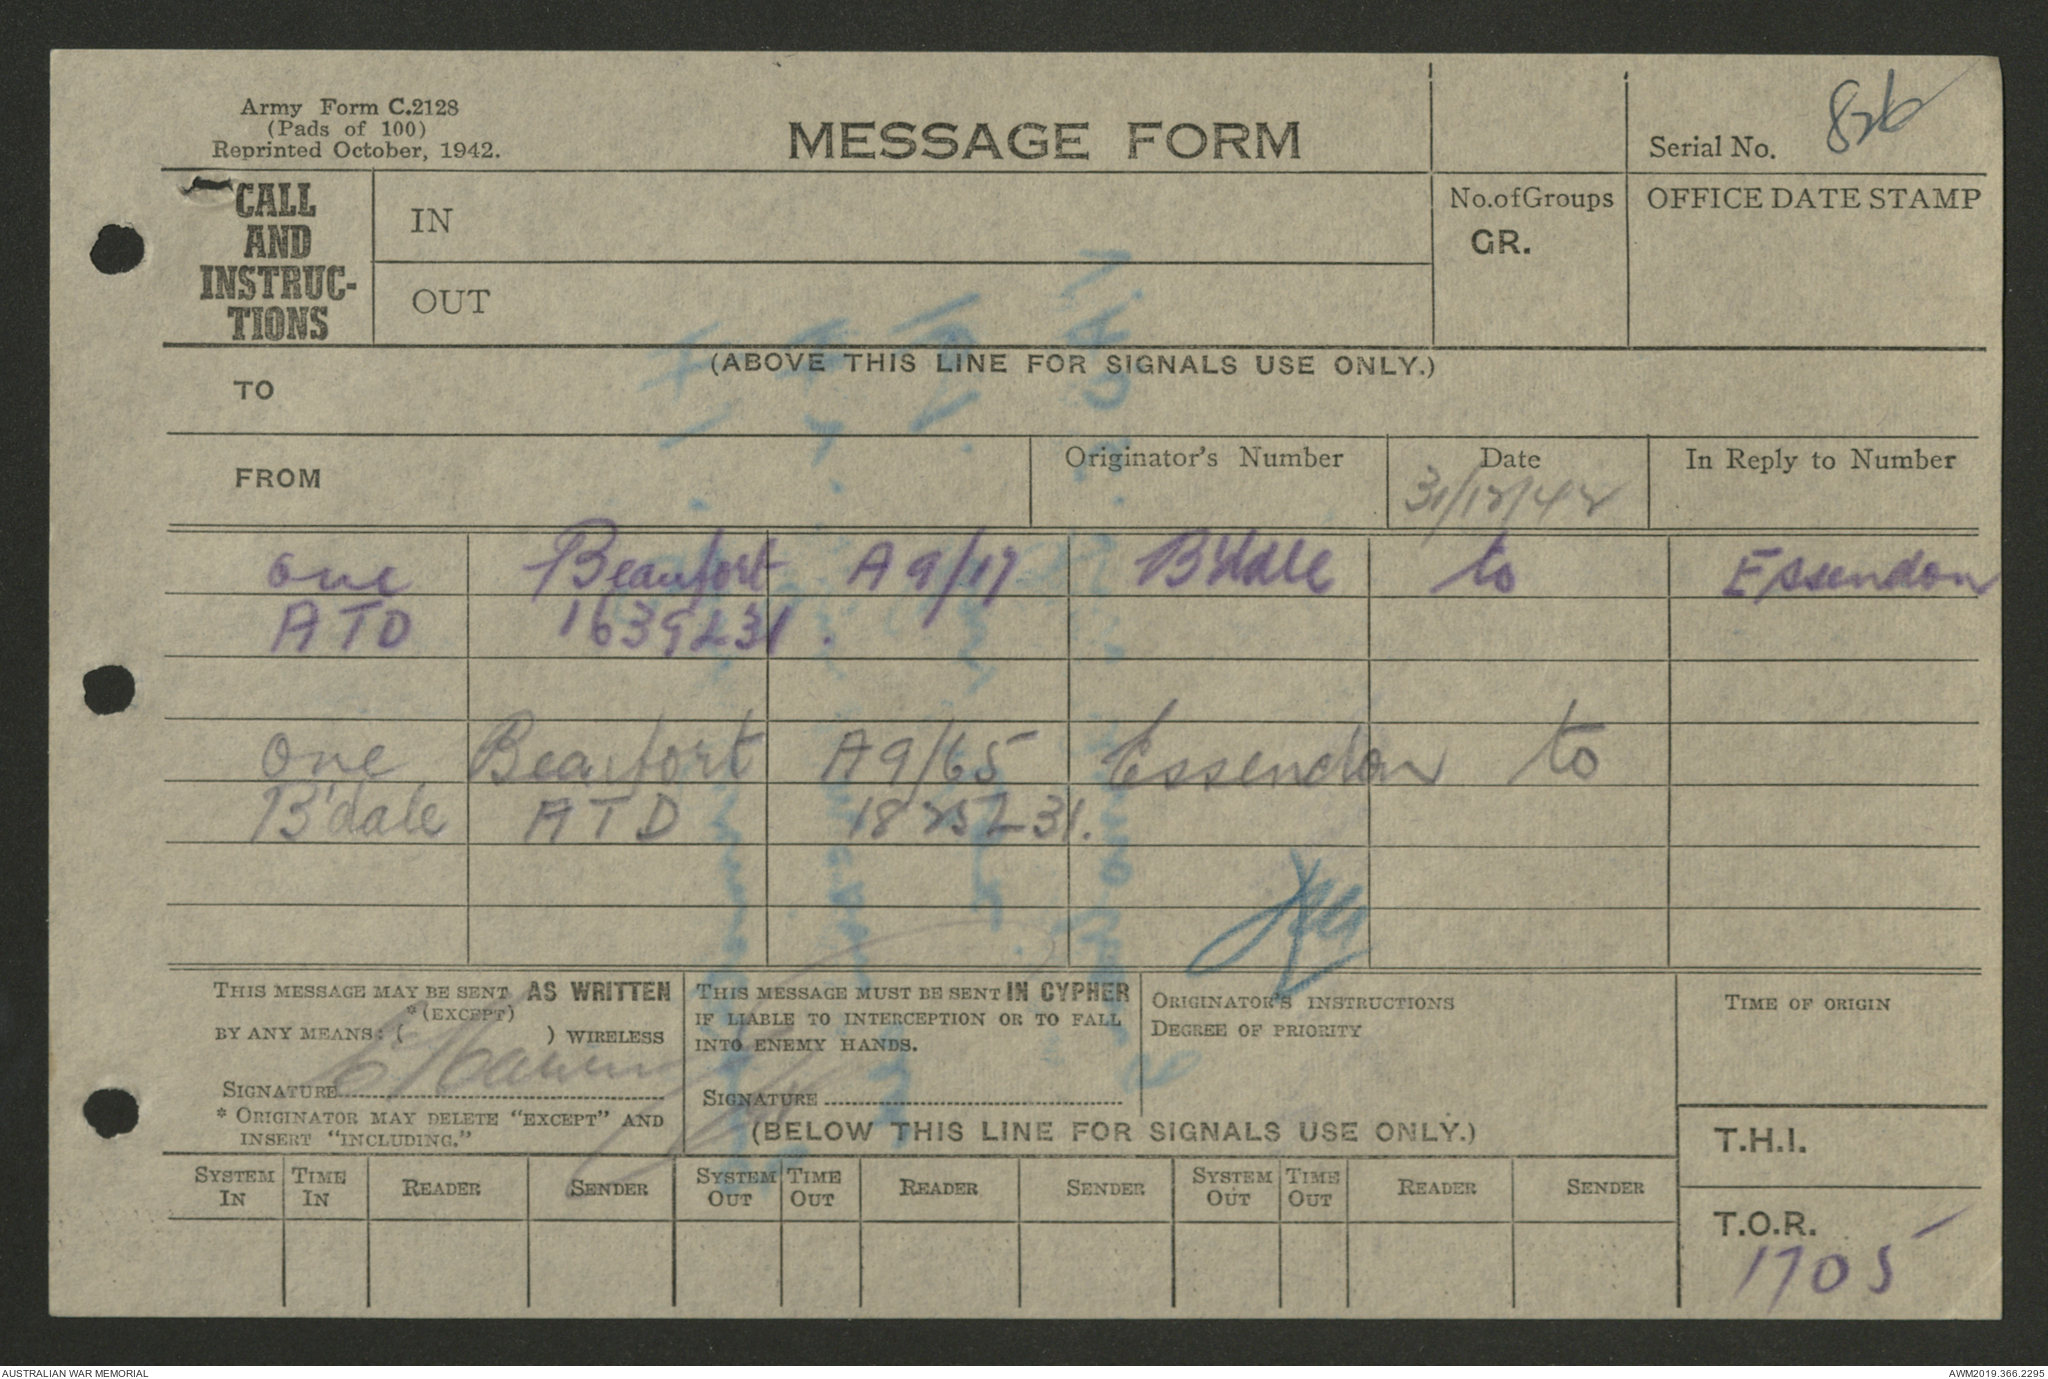 Army Form C.2128
(Pads of 100)
Reprinted October, 1942.
MESSAGE FORM
Serial No. 826
CALL AND INSTRUC-TIONS
IN
OUT
No. of Groups
GR.
OFFICE DATE STAMP
(ABOVE THIS LINE FOR SIGNALS USE ONLY.)
TO
FROM
Originator's Number
Date
31/12/42
In Reply to Number
one Beaufort A9/17 B'dale to Essendon
ATD 1639Z31.
One Beaufort A9/65 Essendon to
B'dale ATD 1825Z31.
THIS MESSAGE MAY BE SENT AS WRITTEN
*(EXCEPT)
BY ANY MEANS: ( ) WIRELESS
SIGNATURE
* ORIGINATOR MAY DELETE "EXCEPT" AND
INSERT "INCLUDING."
THIS MESSAGE MUST BE SENT IN CYPHER
IF LIABLE TO INTERCEPTION OR TO FALL
INTO ENEMY HANDS.
SIGNATURE
ORIGINATOR'S INSTRUCTIONS
DEGREE OF PRIORITY
TIME OF ORIGIN
(BELOW THIS LINE FOR SIGNALS USE ONLY.)
T.H.I.
SYSTEM IN TIME IN READER SENDER SYSTEM OUT TIME OUT READER SENDER SYSTEM OUT TIME OUT READER SENDER
T.O.R.
1705
AUSTRALIAN WAR MEMORIAL
AWM2019.366.2295